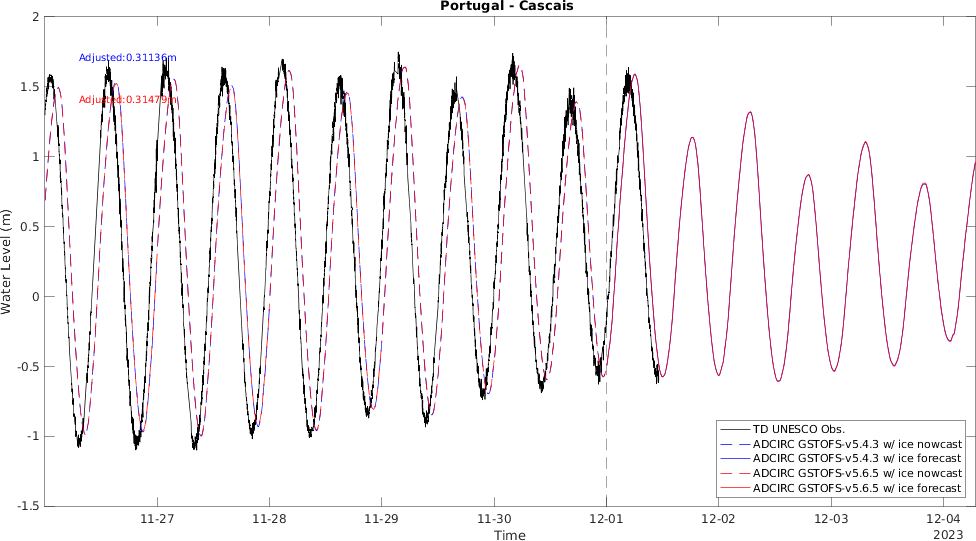 Portugal - Cascais
2
Adjusted:0.31136m
1.5
Adjusted:0.31479m
1
0.5
Water Level (m)
0
-0.5
-1
-1.5
TD UNESCO Obs.
ADCIRC GSTOFS-v5.4.3 w/ ice nowcast
ADCIRC GSTOFS-v5.4.3 w/ ice forecast
ADCIRC GSTOFS-v5.6.5 w/ ice nowcast
ADCIRC GSTOFS-v5.6.5 w/ ice forecast
11-27 11-28 11-29 11-30 12-01 12-02 12-03 12-04
Time
2023